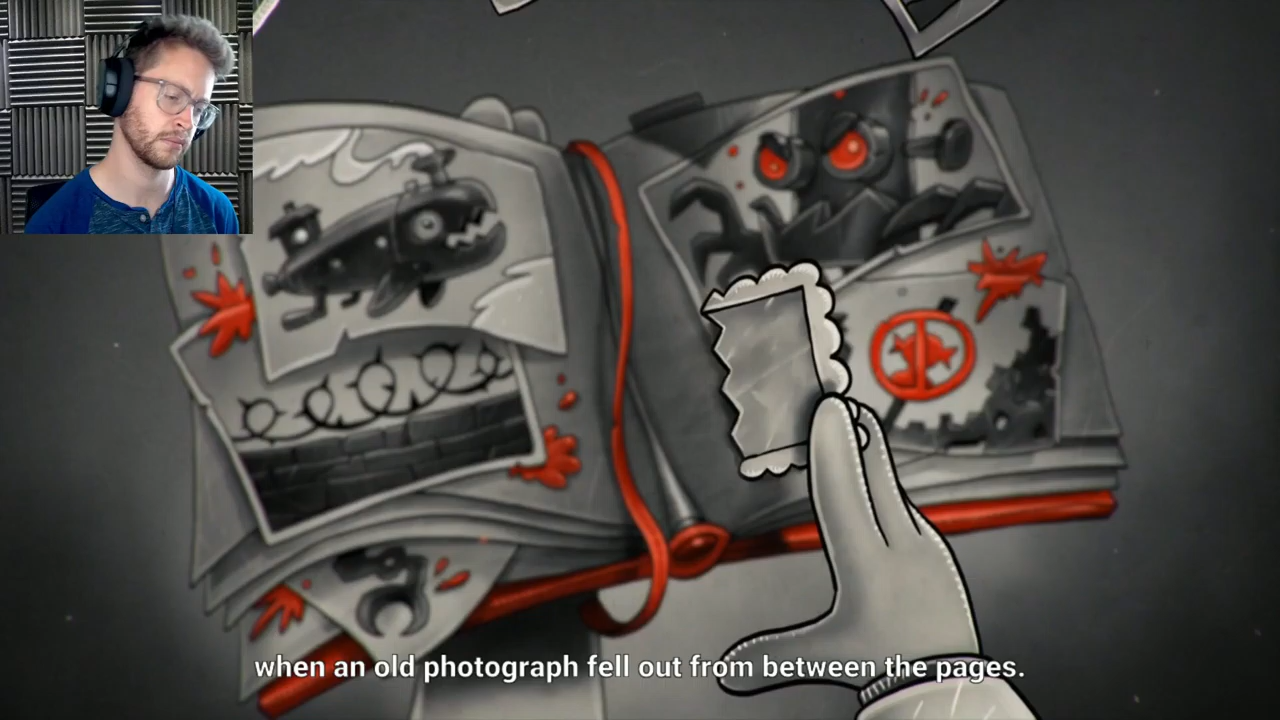 when an old photograph fell out from between the pages.